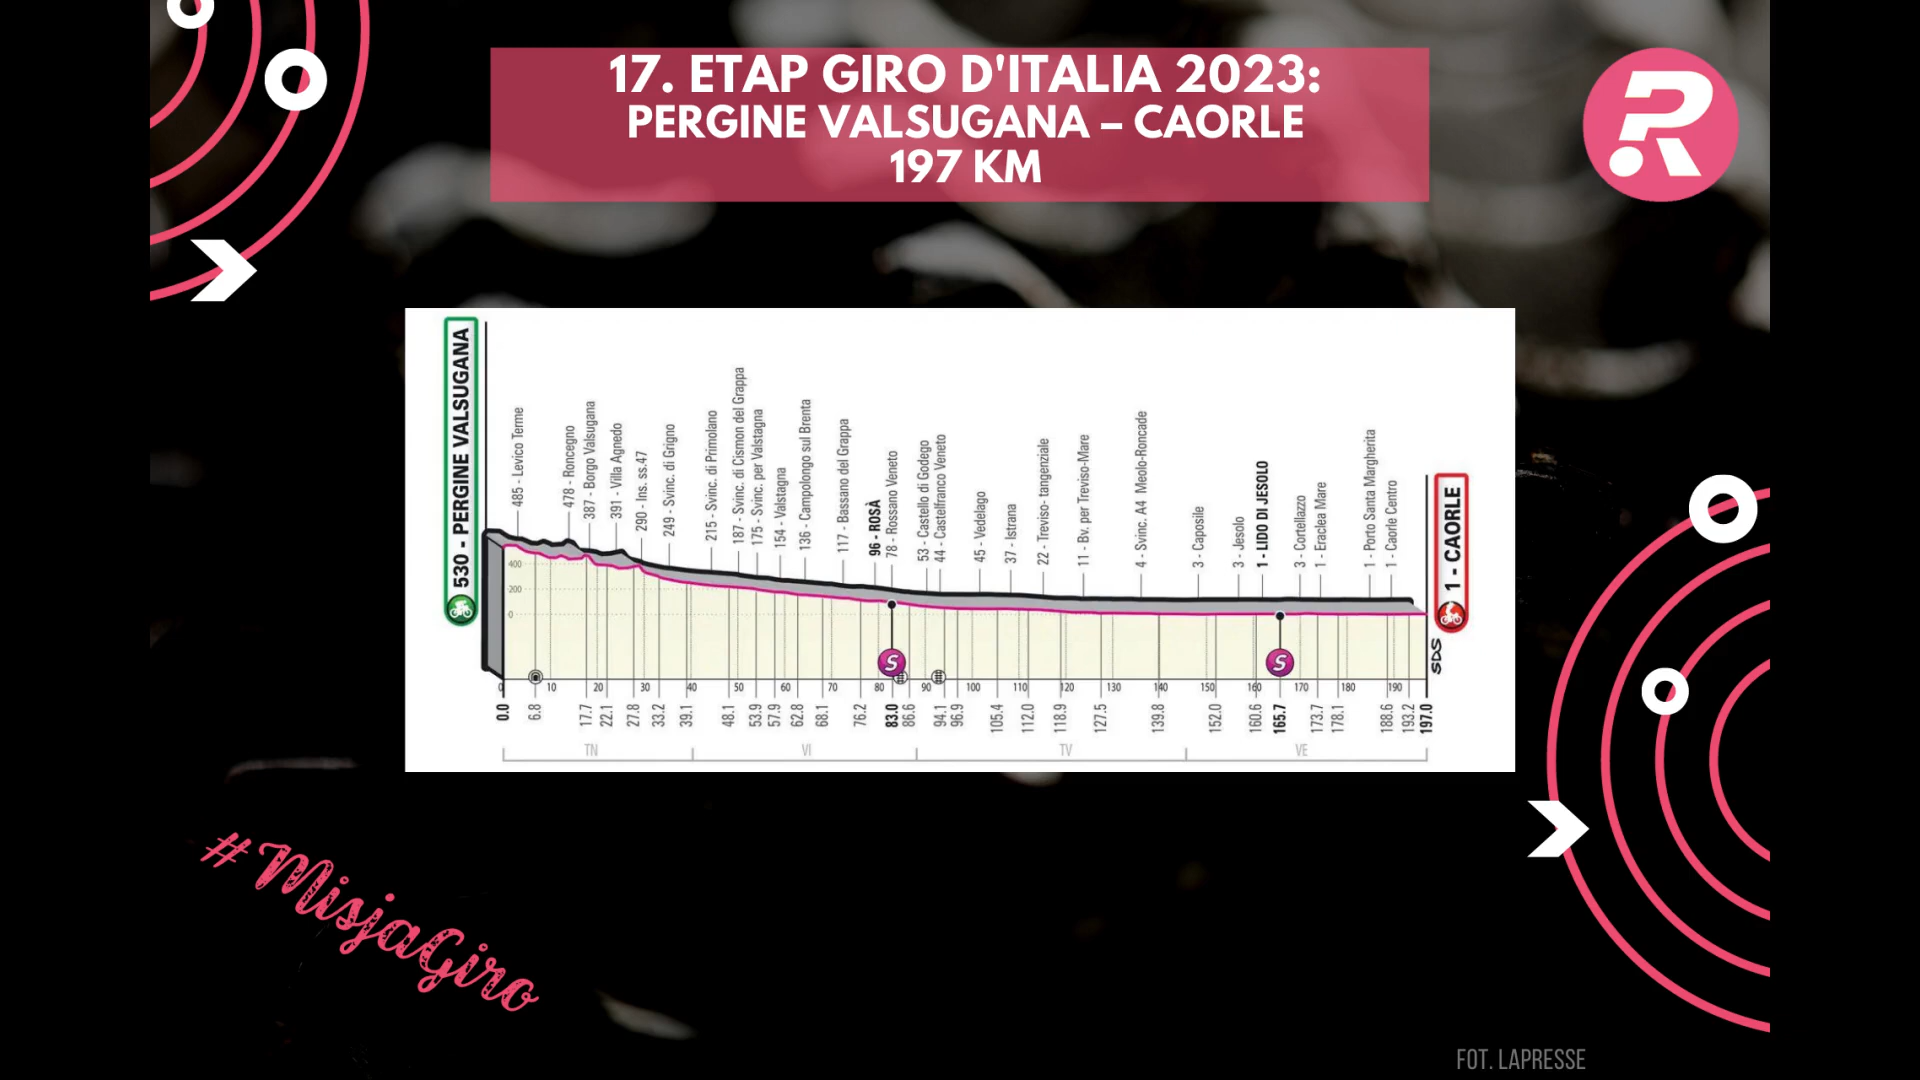 17. ETAP GIRO D'ITALIA 2023:
PERGINE VALSUGANA – CAORLE
197 KM
530 - PERGINE VALSUGANA
485 - Levico Terme
478 - Roncegno
387 - Borgo Valsugana
391 - Villa Agnedo
290 - Ins. ss.47
249 - Svinc. di Grigno
215 - Svinc. di Primolano
187 - Svinc. di Cismon del Grappa
175 - Svinc. per Valstagna
154 - Valstagna
136 - Campolongo sul Brenta
117 - Bassano del Grappa
96 - ROSÀ
78 - Rossano Veneto
53 - Castello di Godego
44 - Castelfranco Veneto
45 - Vedelago
37 - Istrana
22 - Treviso- tangenziale
11 - Bv. per Treviso-Mare
4 - Svinc. A4 Meolo-Roncade
3 - Caposile
3 - Jesolo
1 - LIDO DI JESOLO
3 - Cortellazzo
1 - Eraclea Mare
1 - Porto Santa Margherita
1 - Caorle Centro
1 - CAORLE
400
200
0
S
S
SDS
0 10 20 30 40 50 60 70 80 90 100 110 120 130 140 150 160 170 180 190
0.0 6.8 17.7 22.1 27.8 33.2 39.1 48.1 53.9 57.9 62.8 68.1 76.2 83.0 86.6 94.1 96.9 105.4 112.0 118.9 127.5 139.8 152.0 160.6 165.7 173.7 178.1 188.6 193.2 197.0
TN VI TV VE
#MisjaGiro
FOT. LAPRESSE